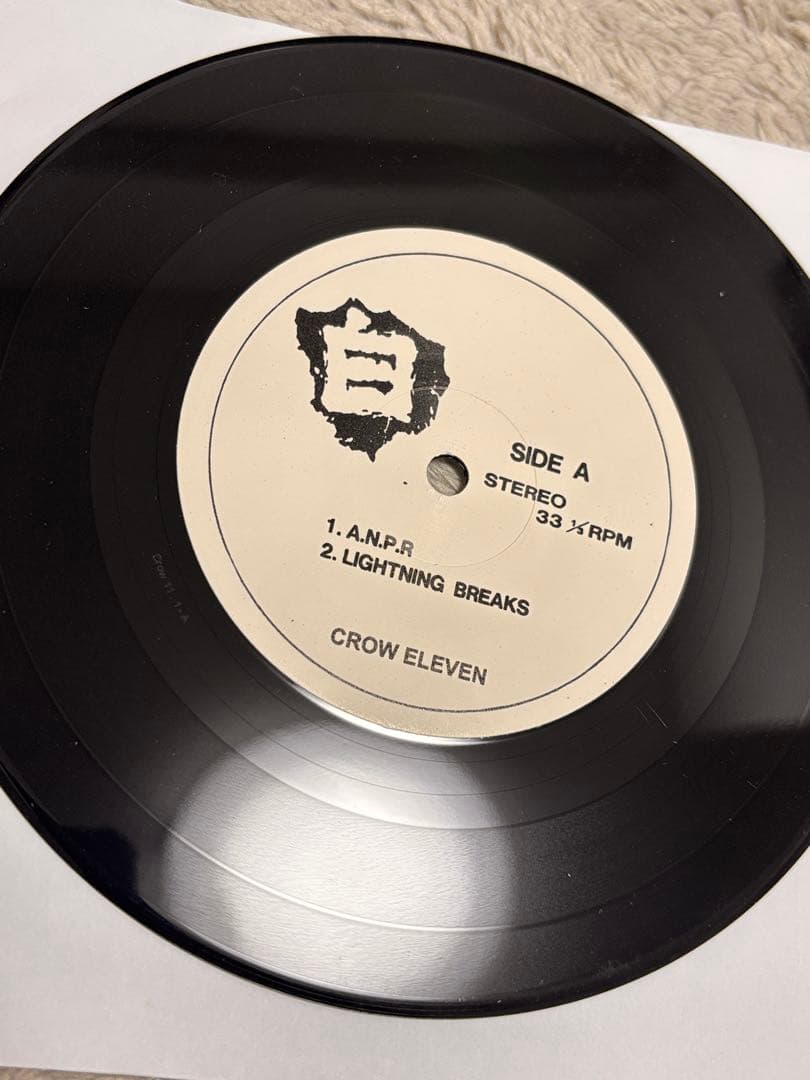 SIDE A
STEREO
33 ⅓ RPM
1. A.N.P.R
2. LIGHTNING BREAKS
CROW ELEVEN